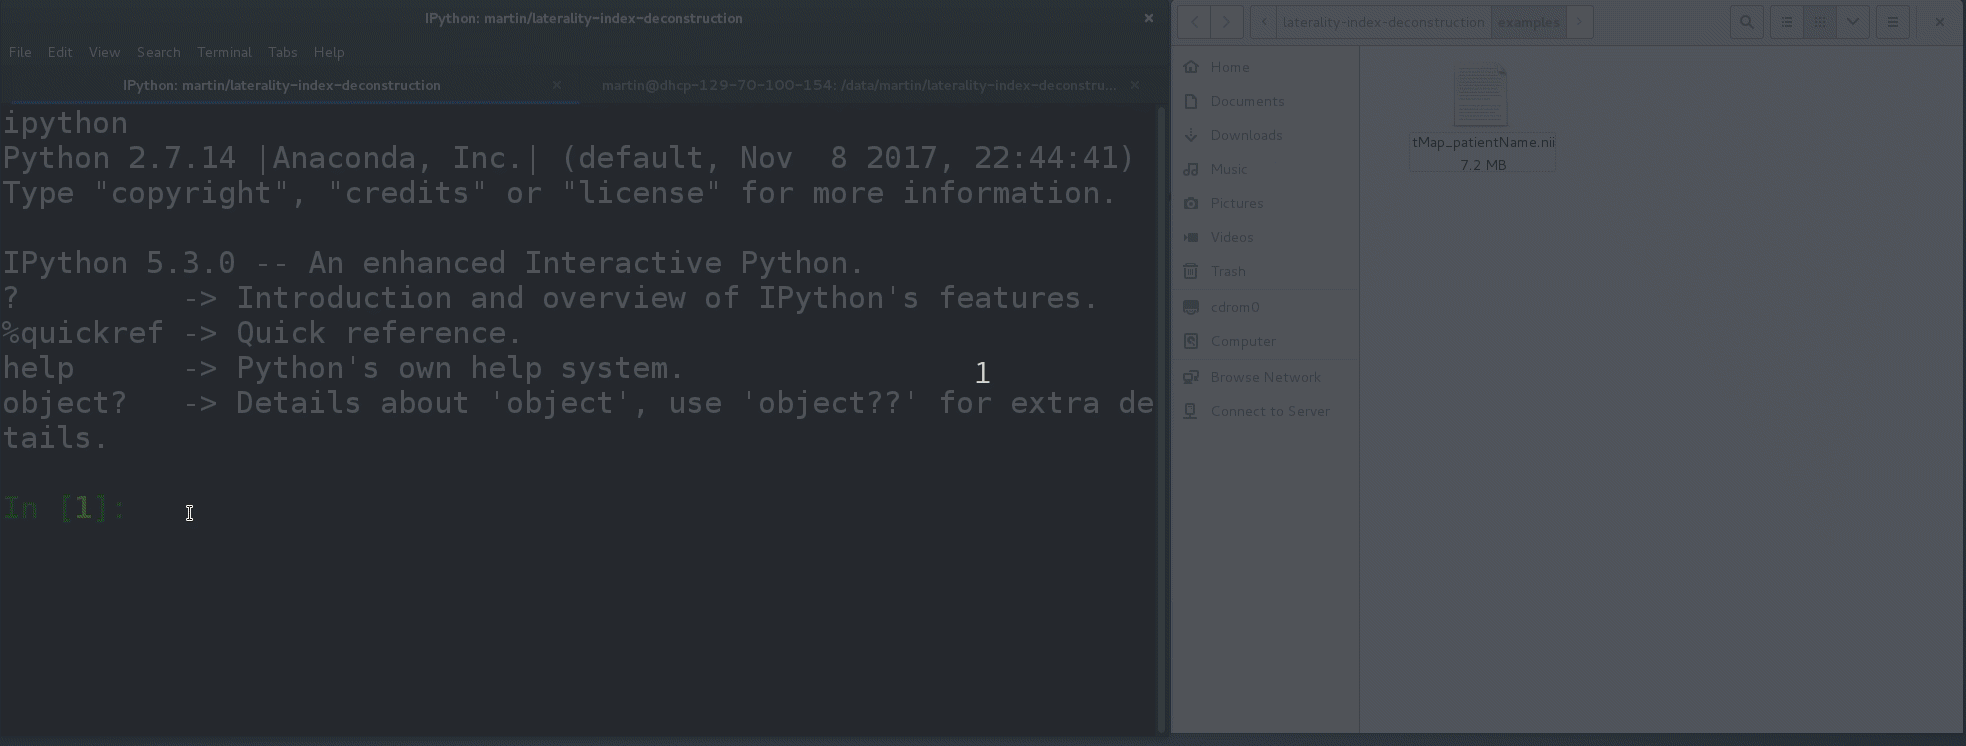 IPython: martin/laterality-index-deconstruction
File Edit View Search Terminal Tabs Help
IPython: martin/laterality-index-deconstruction
martin@dhcp-129-70-100-154: /data/martin/laterality-index-deconstru...
ipython
Python 2.7.14 |Anaconda, Inc.| (default, Nov  8 2017, 22:44:41)
Type "copyright", "credits" or "license" for more information.
IPython 5.3.0 -- An enhanced Interactive Python.
?         -> Introduction and overview of IPython's features.
%quickref -> Quick reference.
help      -> Python's own help system.
1
object?   -> Details about 'object', use 'object??' for extra de
tails.
In [1]:
laterality-index-deconstruction examples
Home
Documents
Downloads
Music
Pictures
Videos
Trash
cdrom0
Computer
Browse Network
Connect to Server
tMap_patientName.nii
7.2 MB